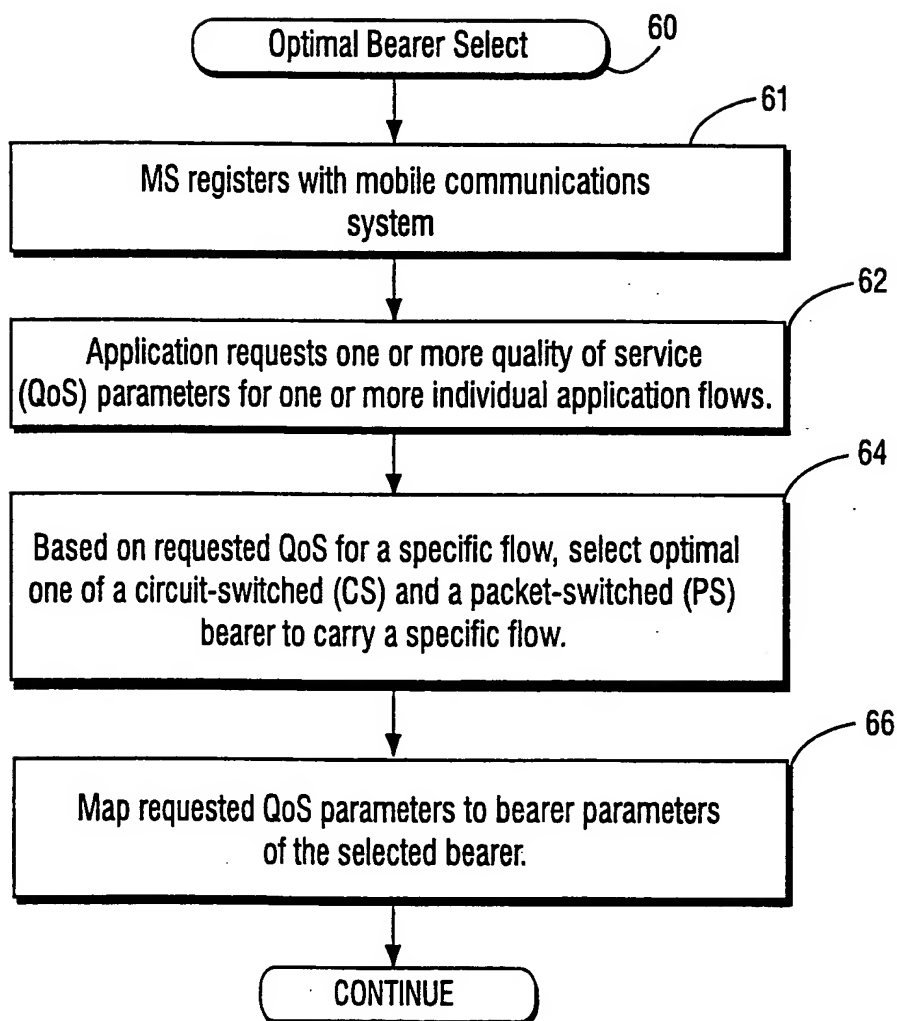 Optimal Bearer Select
60
61
MS registers with mobile communications
system
62
Application requests one or more quality of service
(QoS) parameters for one or more individual application flows.
64
Based on requested QoS for a specific flow, select optimal
one of a circuit-switched (CS) and a packet-switched (PS)
bearer to carry a specific flow.
66
Map requested QoS parameters to bearer parameters
of the selected bearer.
CONTINUE